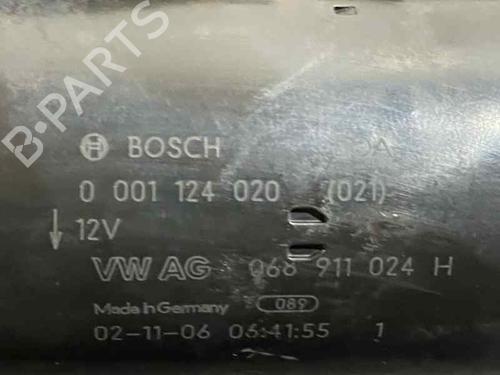 B-PARTS
BOSCH
0 001 124 020 (021)
12V
VW AG 068 911 024 H
Made in Germany 089
02-11-06 06:41:55 1